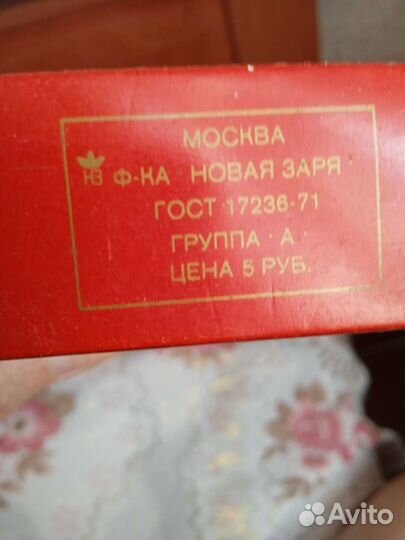 МОСКВА
НЗ Ф-КА НОВАЯ ЗАРЯ
ГОСТ 17236-71
ГРУППА А
ЦЕНА 5 РУБ.
Avito